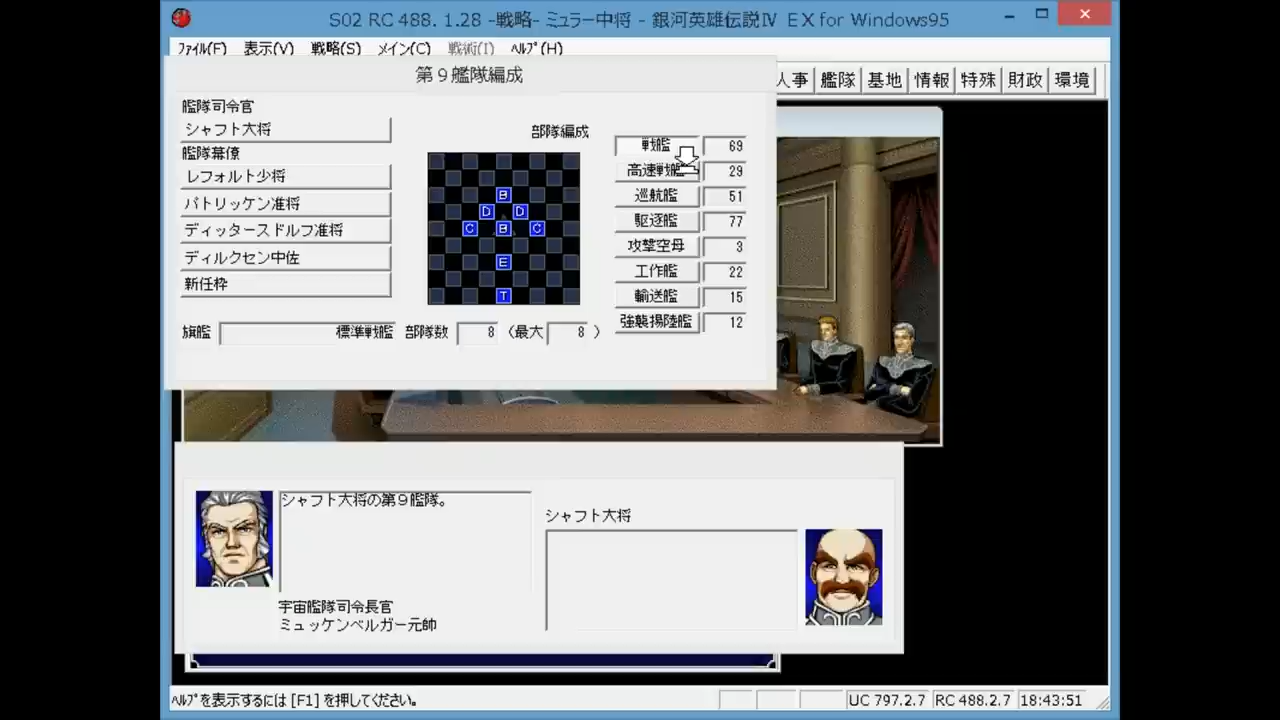 S02 RC 488. 1.28 -戦略- ミュラー中将 - 銀河英雄伝説Ⅳ EX for Windows95
ﾌｧｲﾙ(F) 表示(V) 戦略(S) メイン(C) 戦術(I) ﾍﾙﾌﾟ(H)
人事 艦隊 基地 情報 特殊 財政 環境
第９艦隊編成
艦隊司令官
シャフト大将
艦隊幕僚
レフォルト少将
パトリッケン准将
ディッタースドルフ准将
ディルクセン中佐
新任枠
部隊編成
B
D D
C B C
E
T
戦艦 69
高速戦艦 29
巡航艦 51
駆逐艦 77
攻撃空母 3
工作艦 22
輸送艦 15
強襲揚陸艦 12
旗艦 標準戦艦 部隊数 8 (最大 8 )
シャフト大将の第９艦隊。
宇宙艦隊司令長官
ミュッケンベルガー元帥
シャフト大将
ﾍﾙﾌﾟを表示するには [F1] を押してください。
UC 797.2.7 RC 488.2.7 18:43:51